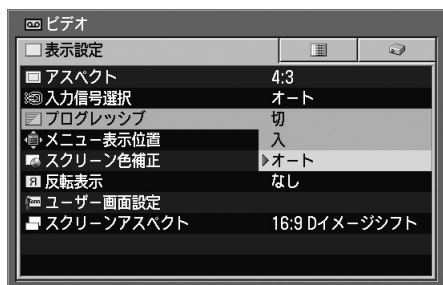 ビデオ
表示設定
アスペクト 4:3
入力信号選択 オート
プログレッシブ 切
メニュー表示位置 入
スクリーン色補正 オート
反転表示 なし
ユーザー画面設定
スクリーンアスペクト 16:9 Dイメージシフト